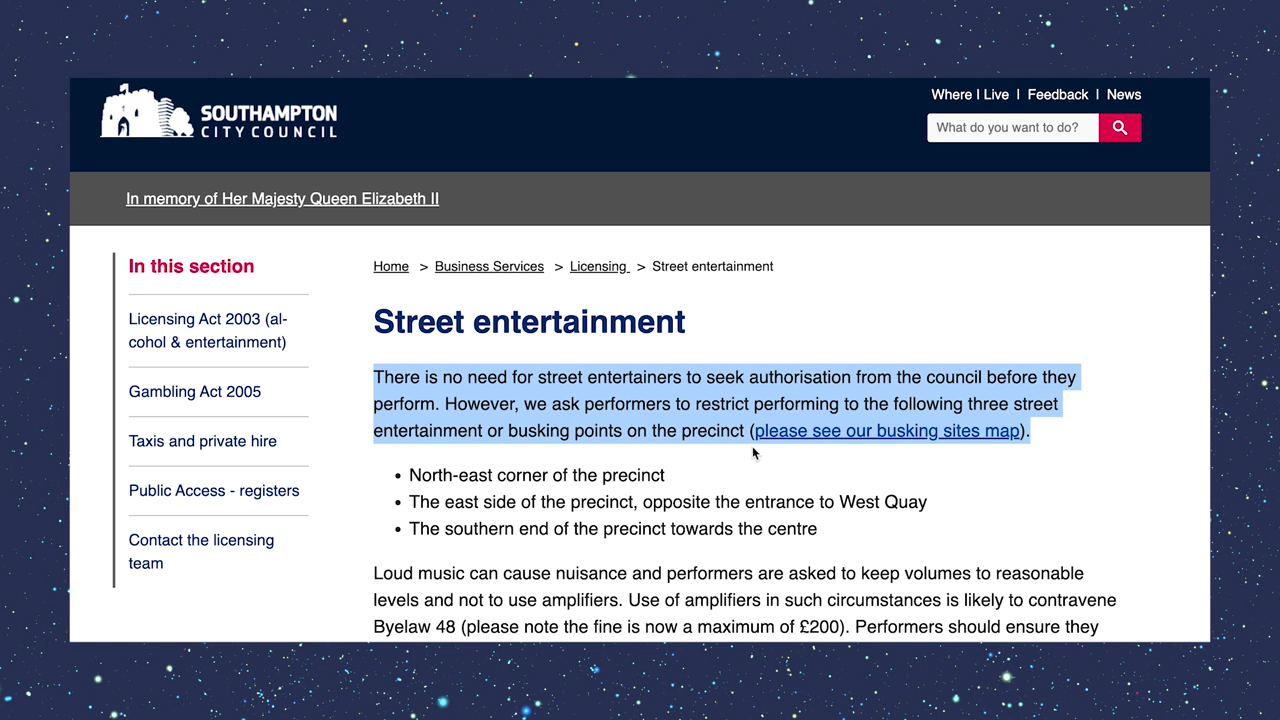 SOUTHAMPTON
CITY COUNCIL
Where I Live | Feedback | News
What do you want to do?
In memory of Her Majesty Queen Elizabeth II
In this section
Licensing Act 2003 (al-
cohol & entertainment)
Gambling Act 2005
Taxis and private hire
Public Access - registers
Contact the licensing
team
Home > Business Services > Licensing > Street entertainment
Street entertainment
There is no need for street entertainers to seek authorisation from the council before they
perform. However, we ask performers to restrict performing to the following three street
entertainment or busking points on the precinct (please see our busking sites map).
• North-east corner of the precinct
• The east side of the precinct, opposite the entrance to West Quay
• The southern end of the precinct towards the centre
Loud music can cause nuisance and performers are asked to keep volumes to reasonable
levels and not to use amplifiers. Use of amplifiers in such circumstances is likely to contravene
Byelaw 48 (please note the fine is now a maximum of £200). Performers should ensure they